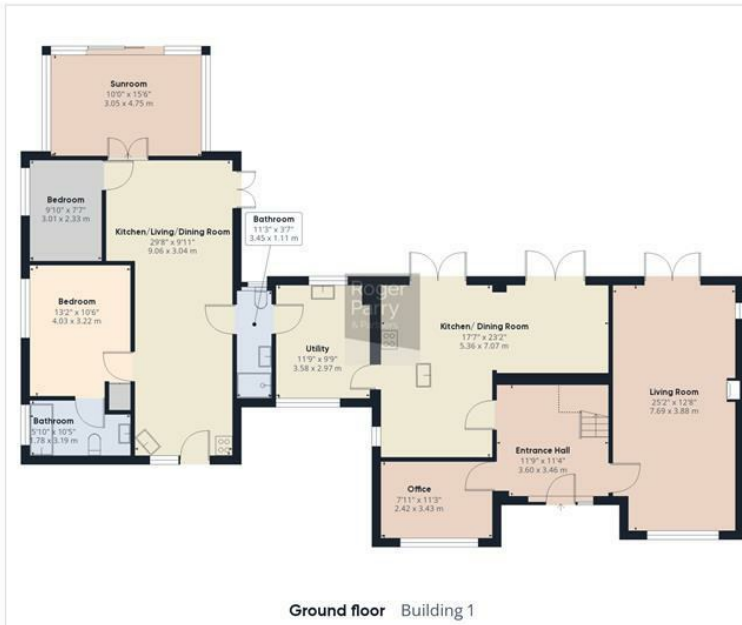 Sunroom
10'0" x 15'6"
3.05 x 4.75 m
Bedroom
9'10" x 7'7"
3.01 x 2.33 m
Kitchen/Living/Dining Room
29'8" x 9'11"
9.06 x 3.04 m
Bathroom
11'3" x 3'7"
3.45 x 1.11 m
Bedroom
13'2" x 10'6"
4.03 x 3.22 m
Bathroom
5'10" x 10'5"
1.78 x 3.19 m
Utility
11'9" x 9'9"
3.58 x 2.97 m
Roger
Parry
& Partners
Kitchen/ Dining Room
17'7" x 23'2"
5.36 x 7.07 m
Living Room
25'2" x 12'8"
7.69 x 3.88 m
Entrance Hall
11'9" x 11'4"
3.60 x 3.46 m
Office
7'11" x 11'3"
2.42 x 3.43 m
Ground floor Building 1